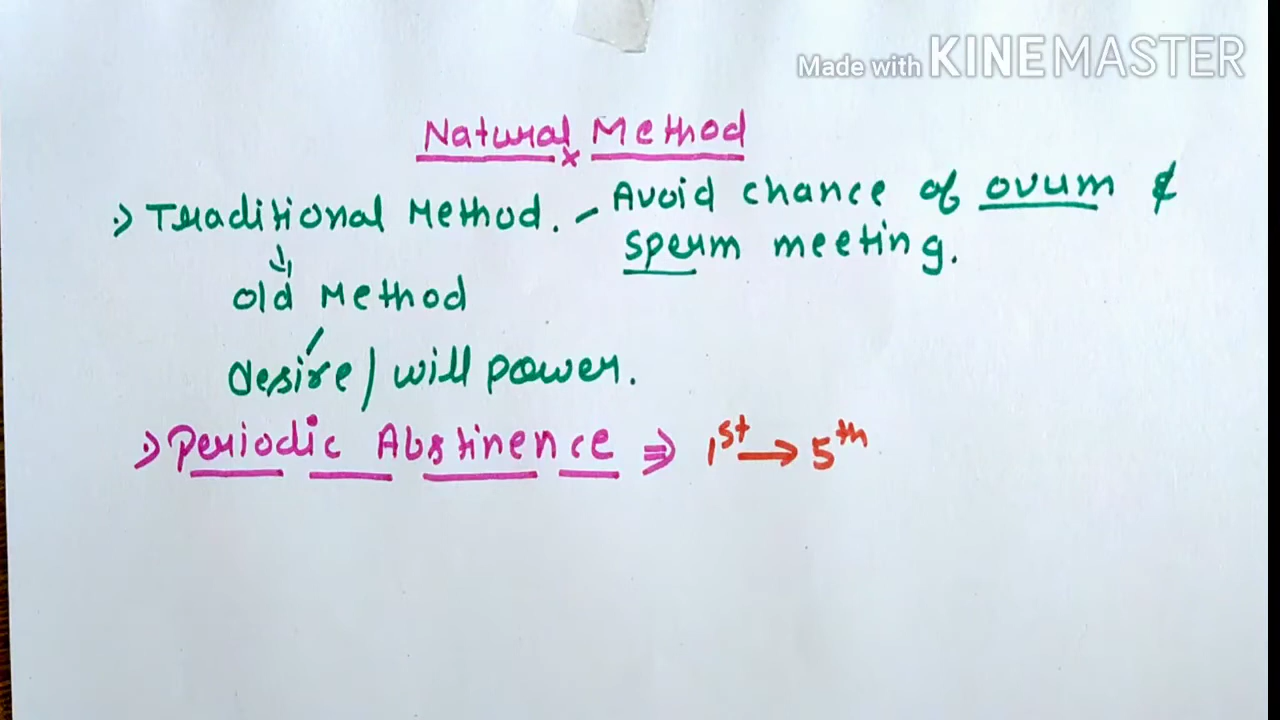 Made with KINEMASTER
Natural Method
Traditional Method. - Avoid chance of ovum &
sperm meeting.
old Method
desire / will power.
Periodic Abstinence ⇒ 1st → 5th